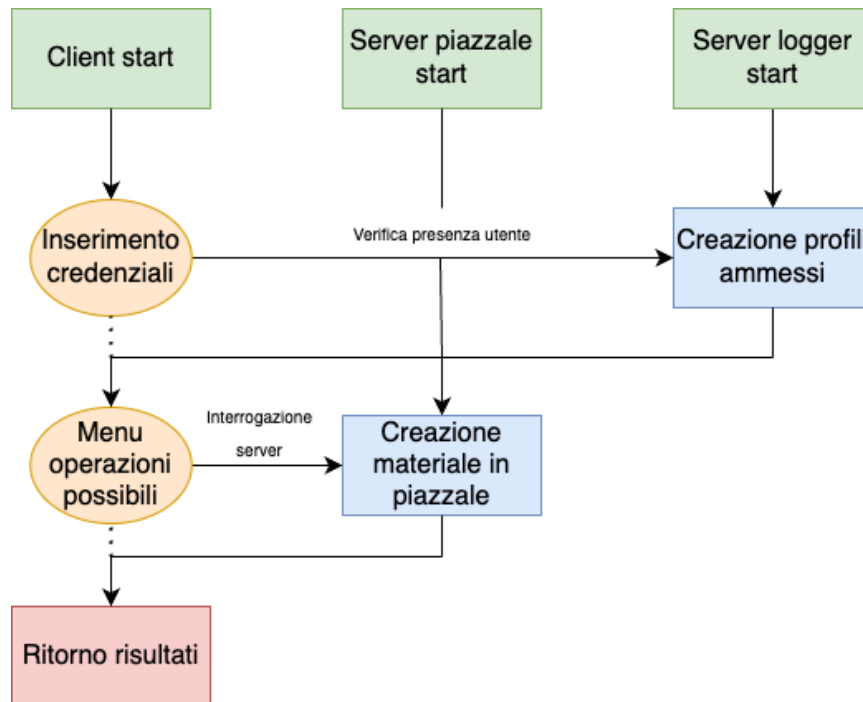 Client start
Server piazzale
start
Server logger
start
Inserimento
credenziali
Verifica presenza utente
Creazione profili
ammessi
Menu
operazioni
possibili
Interrogazione
server
Creazione
materiale in
piazzale
Ritorno risultati